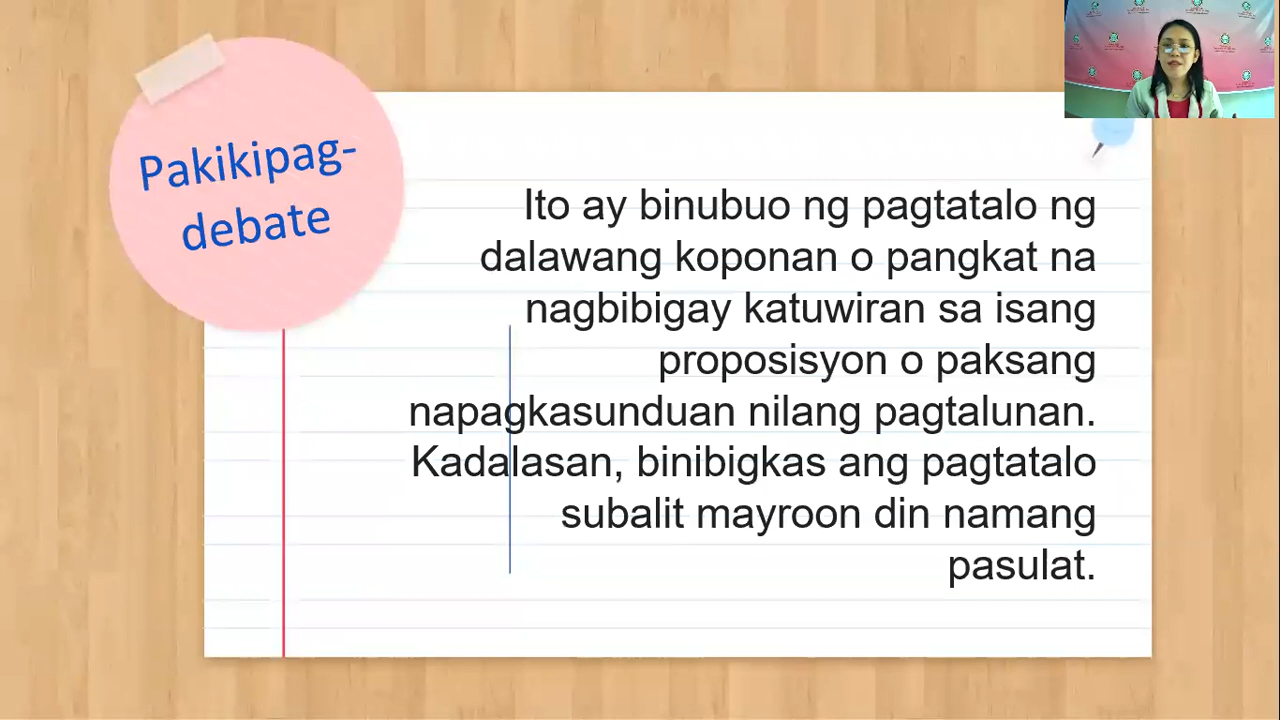 Pakikipag-
debate
Ito ay binubuo ng pagtatalo ng
dalawang koponan o pangkat na
nagbibigay katuwiran sa isang
proposisyon o paksang
napagkasunduan nilang pagtalunan.
Kadalasan, binibigkas ang pagtatalo
subalit mayroon din namang
pasulat.